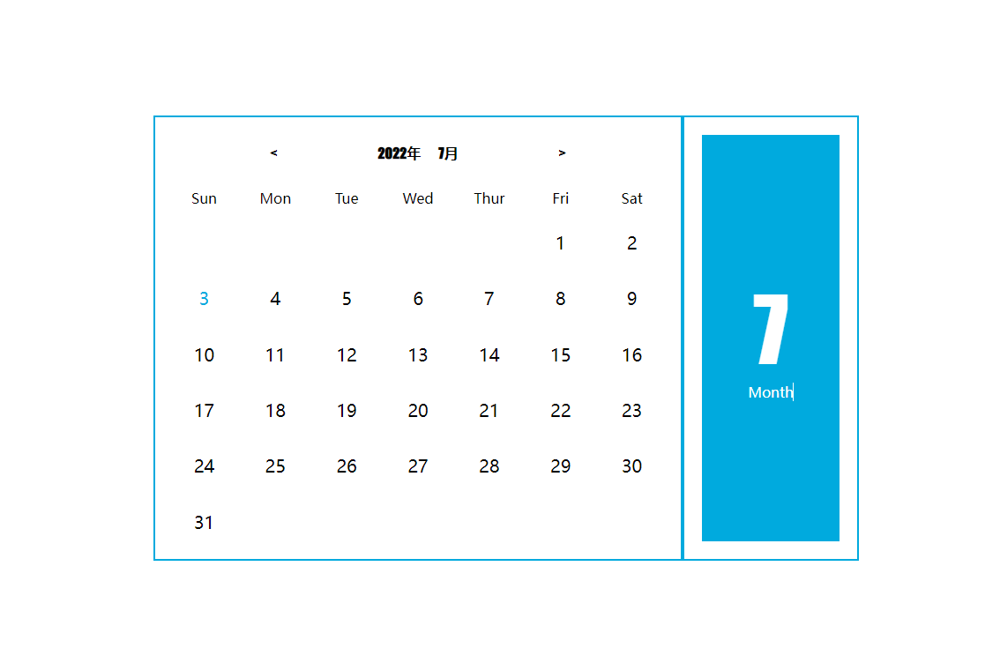 < 2022年 7月 >
Sun Mon Tue Wed Thur Fri Sat
1 2
3 4 5 6 7 8 9
10 11 12 13 14 15 16
17 18 19 20 21 22 23
24 25 26 27 28 29 30
31
7
Month